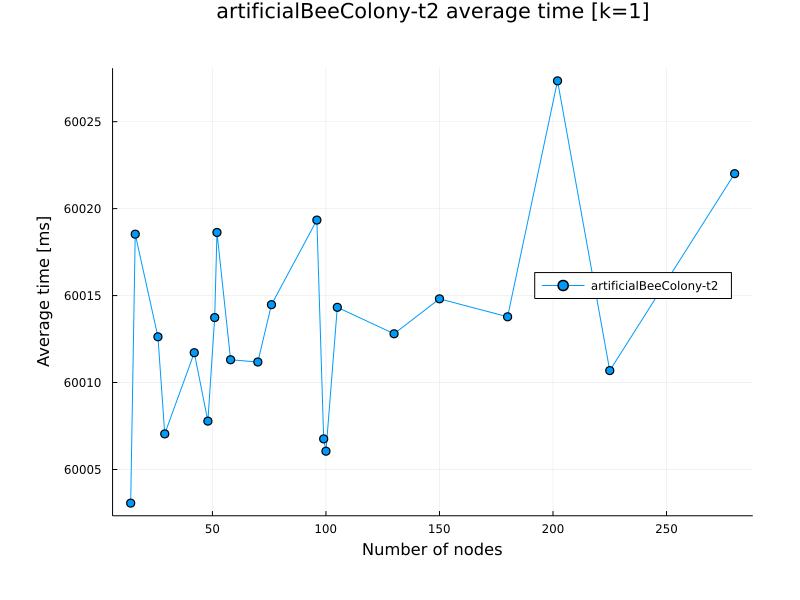 artificialBeeColony-t2 average time [k=1]
Average time [ms]
60025
60020
60015
60010
60005
artificialBeeColony-t2
50
100
150
200
250
Number of nodes